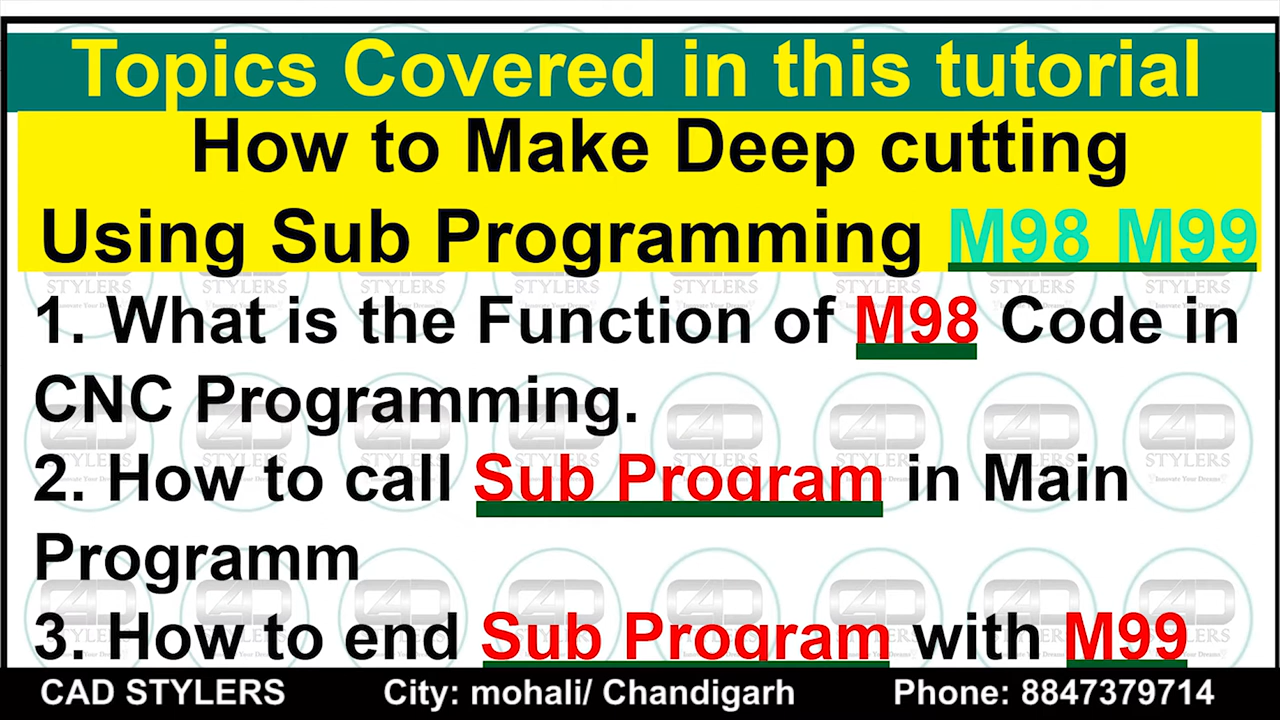 Topics Covered in this tutorial
How to Make Deep cutting
Using Sub Programming M98 M99
1. What is the Function of M98 Code in
CNC Programming.
2. How to call Sub Program in Main
Programm
3. How to end Sub Program with M99
CAD STYLERS City: mohali/ Chandigarh Phone: 8847379714